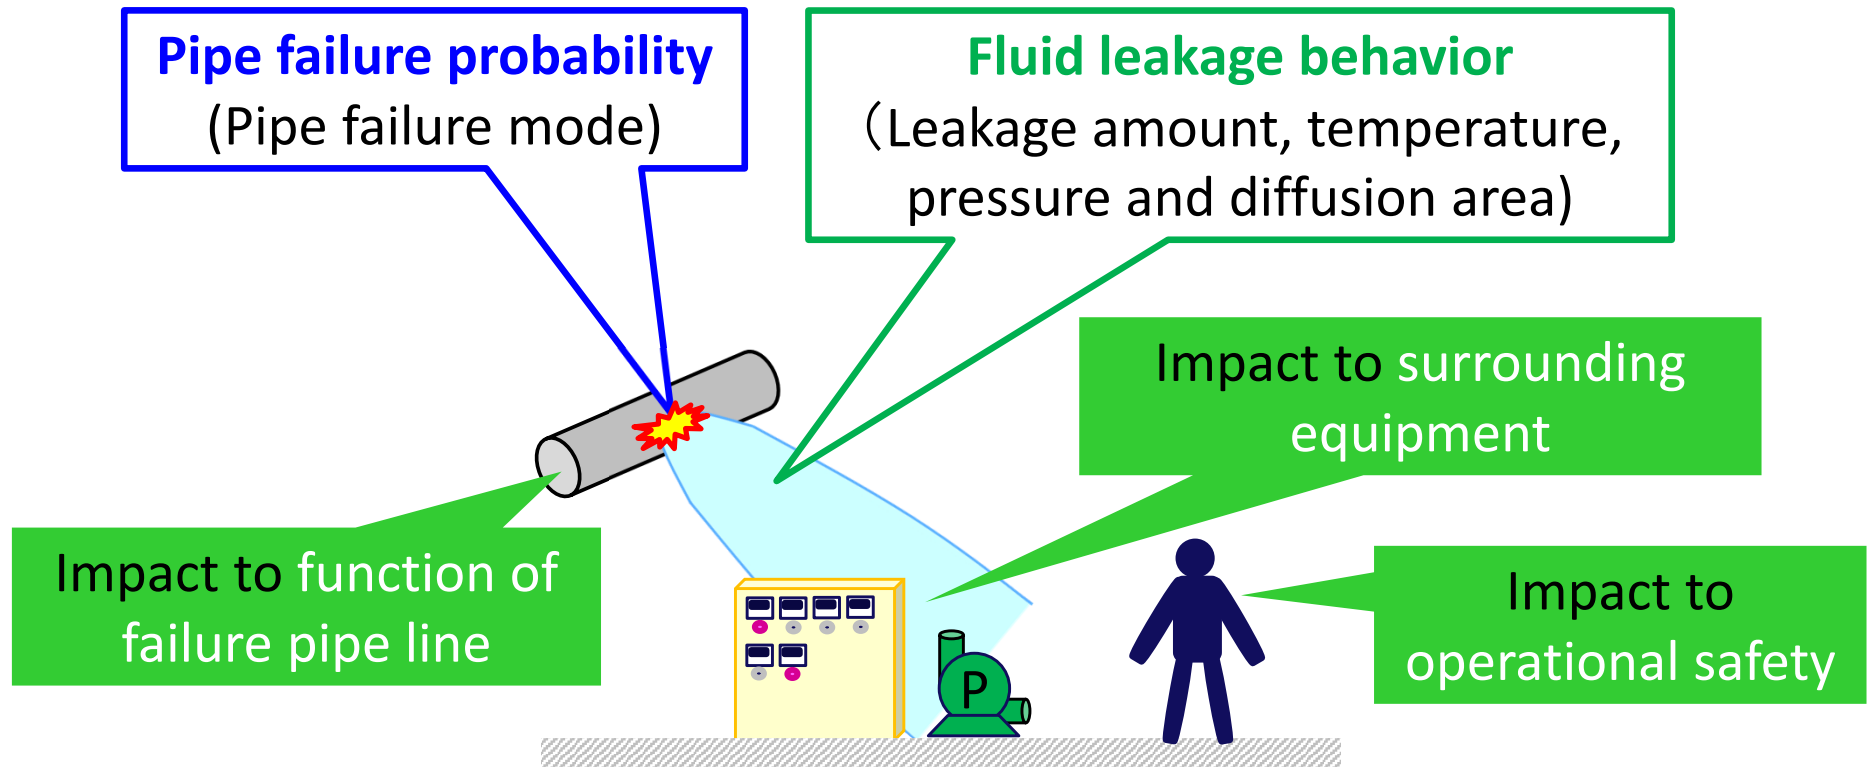 Pipe failure probability
(Pipe failure mode)
Fluid leakage behavior
（Leakage amount, temperature,
pressure and diffusion area)
Impact to surrounding
equipment
Impact to function of
failure pipe line
Impact to
operational safety
P